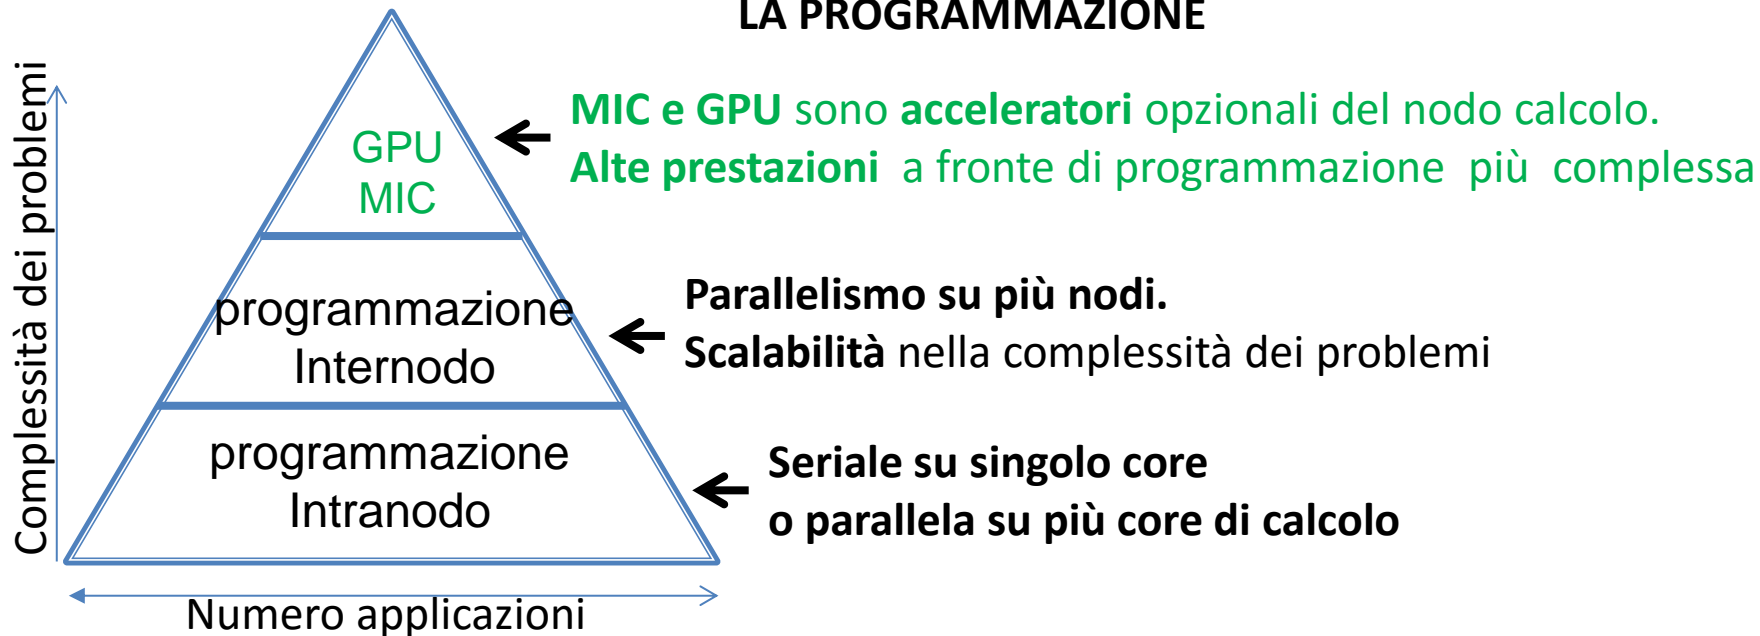 LA PROGRAMMAZIONE
Complessità dei problemi
GPU
MIC
MIC e GPU sono acceleratori opzionali del nodo calcolo.
Alte prestazioni a fronte di programmazione più complessa
programmazione
Internodo
Parallelismo su più nodi.
Scalabilità nella complessità dei problemi
programmazione
Intranodo
Seriale su singolo core
o parallela su più core di calcolo
Numero applicazioni